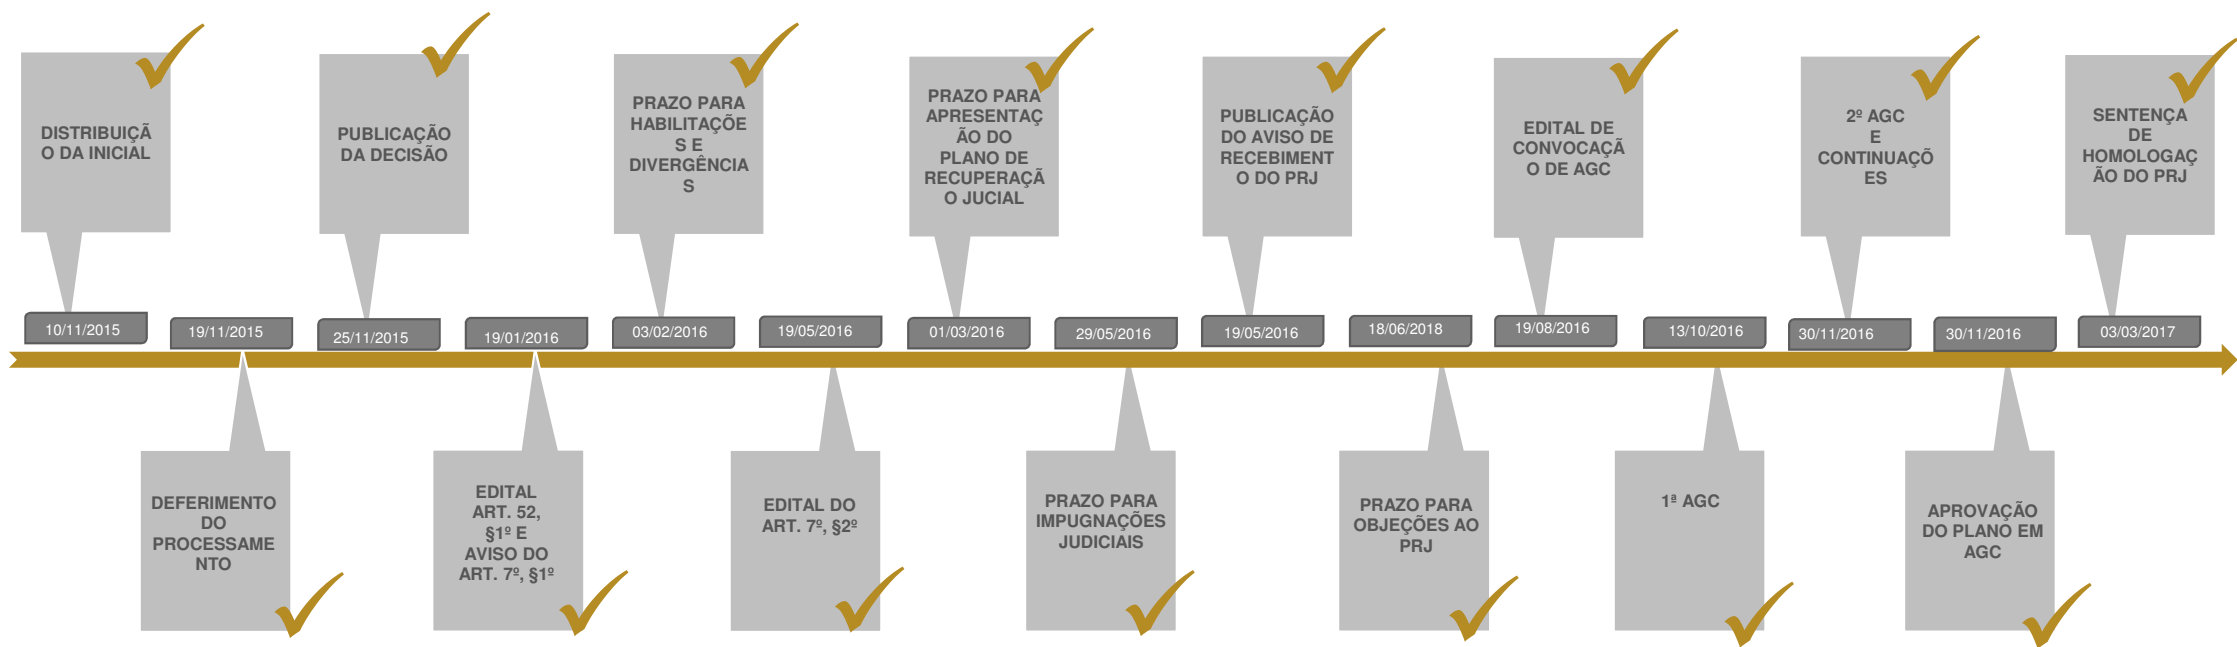 DISTRIBUIÇÃ
O DA INICIAL
PUBLICAÇÃO
DA DECISÃO
PRAZO PARA
HABILITAÇÕE
S E
DIVERGÊNCIA
S
PRAZO PARA
APRESENTAÇ
ÃO DO
PLANO DE
RECUPERAÇÃ
O JUCIAL
PUBLICAÇÃO
DO AVISO DE
RECEBIMENT
O DO PRJ
EDITAL DE
CONVOCAÇÃ
O DE AGC
2º AGC
E
CONTINUAÇÕ
ES
SENTENÇA
DE
HOMOLOGAÇ
ÃO DO PRJ
10/11/2015
19/11/2015
25/11/2015
19/01/2016
03/02/2016
19/05/2016
01/03/2016
29/05/2016
19/05/2016
18/06/2018
19/08/2016
13/10/2016
30/11/2016
30/11/2016
03/03/2017
DEFERIMENTO
DO
PROCESSAME
NTO
EDITAL
ART. 52,
§1º E
AVISO DO
ART. 7º, §1º
EDITAL DO
ART. 7º, §2º
PRAZO PARA
IMPUGNAÇÕES
JUDICIAIS
PRAZO PARA
OBJEÇÕES AO
PRJ
1ª AGC
APROVAÇÃO
DO PLANO EM
AGC